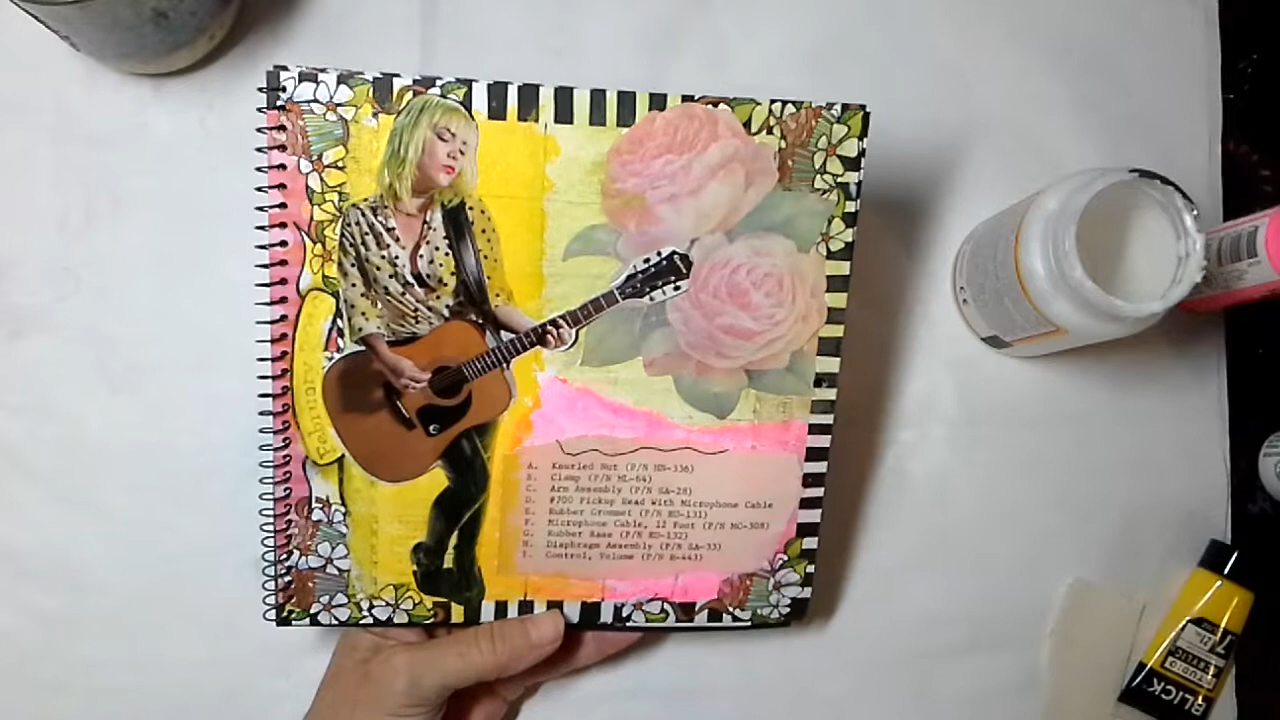 February
A. Knurled Nut (P/N HN-336)
B. Clamp (P/N ML-64)
C. Arm Assembly (P/N SA-28)
D. #700 Pickup Head With Microphone Cable
E. Rubber Grommet (P/N RU-131)
F. Microphone Cable, 12 Foot (P/N MC-308)
G. Rubber Base (P/N RU-132)
H. Diaphragm Assembly (P/N SA-33)
I. Control, Volume (P/N R-443)
BLICK
STUDIO
ACRYLIC